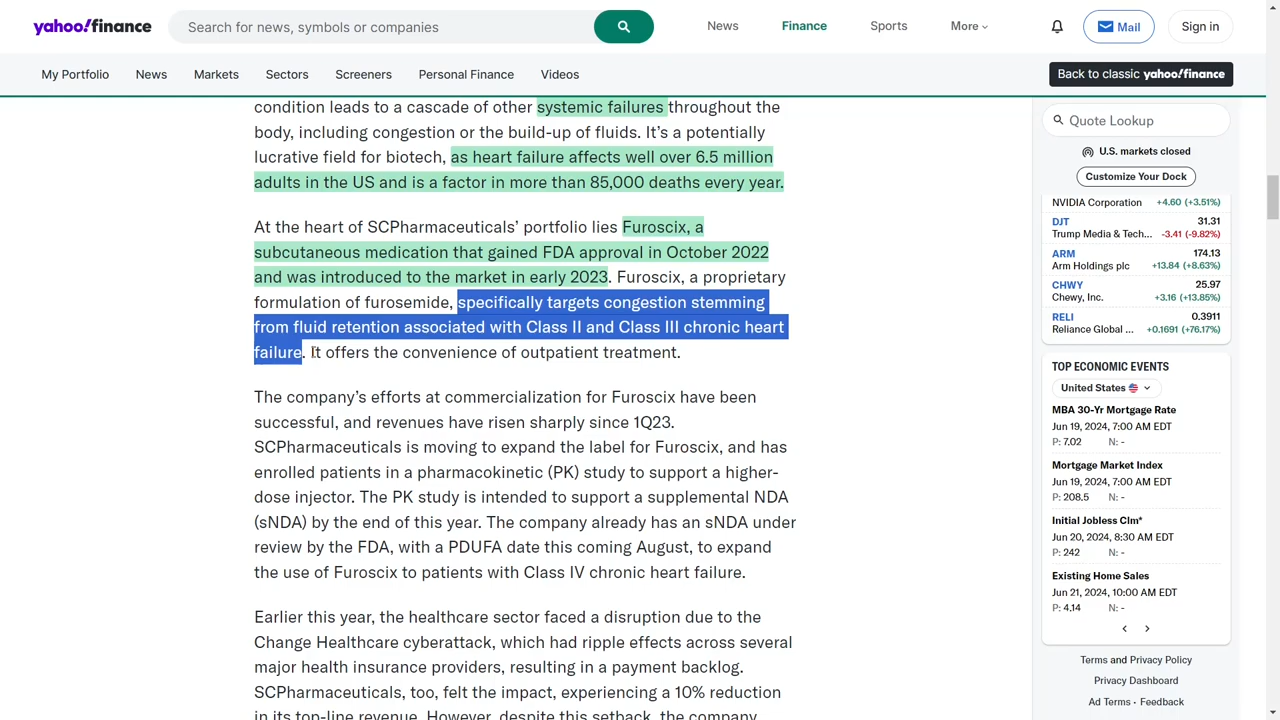 yahoo!finance
Search for news, symbols or companies
News
Finance
Sports
More
Mail
Sign in
My Portfolio
News
Markets
Sectors
Screeners
Personal Finance
Videos
Back to classic yahoo!finance
condition leads to a cascade of other systemic failures throughout the
body, including congestion or the build-up of fluids. It’s a potentially
lucrative field for biotech, as heart failure affects well over 6.5 million
adults in the US and is a factor in more than 85,000 deaths every year.
At the heart of SCPharmaceuticals’ portfolio lies Furoscix, a
subcutaneous medication that gained FDA approval in October 2022
and was introduced to the market in early 2023. Furoscix, a proprietary
formulation of furosemide, specifically targets congestion stemming
from fluid retention associated with Class II and Class III chronic heart
failure. It offers the convenience of outpatient treatment.
The company’s efforts at commercialization for Furoscix have been
successful, and revenues have risen sharply since 1Q23.
SCPharmaceuticals is moving to expand the label for Furoscix, and has
enrolled patients in a pharmacokinetic (PK) study to support a higher-
dose injector. The PK study is intended to support a supplemental NDA
(sNDA) by the end of this year. The company already has an sNDA under
review by the FDA, with a PDUFA date this coming August, to expand
the use of Furoscix to patients with Class IV chronic heart failure.
Earlier this year, the healthcare sector faced a disruption due to the
Change Healthcare cyberattack, which had ripple effects across several
major health insurance providers, resulting in a payment backlog.
SCPharmaceuticals, too, felt the impact, experiencing a 10% reduction
in its top-line revenue. However, despite this setback, the company
Quote Lookup
U.S. markets closed
Customize Your Dock
NVIDIA Corporation +4.60 (+3.51%)
DJT 31.31
Trump Media & Tech... -3.41 (-9.82%)
ARM 174.13
Arm Holdings plc +13.84 (+8.63%)
CHWY 25.97
Chewy, Inc. +3.16 (+13.85%)
RELI 0.3911
Reliance Global ... +0.1691 (+76.17%)
TOP ECONOMIC EVENTS
United States
MBA 30-Yr Mortgage Rate
Jun 19, 2024, 7:00 AM EDT
P: 7.02 N: -
Mortgage Market Index
Jun 19, 2024, 7:00 AM EDT
P: 208.5 N: -
Initial Jobless Clm*
Jun 20, 2024, 8:30 AM EDT
P: 242 N: -
Existing Home Sales
Jun 21, 2024, 10:00 AM EDT
P: 4.14 N: -
Terms and Privacy Policy
Privacy Dashboard
Ad Terms • Feedback